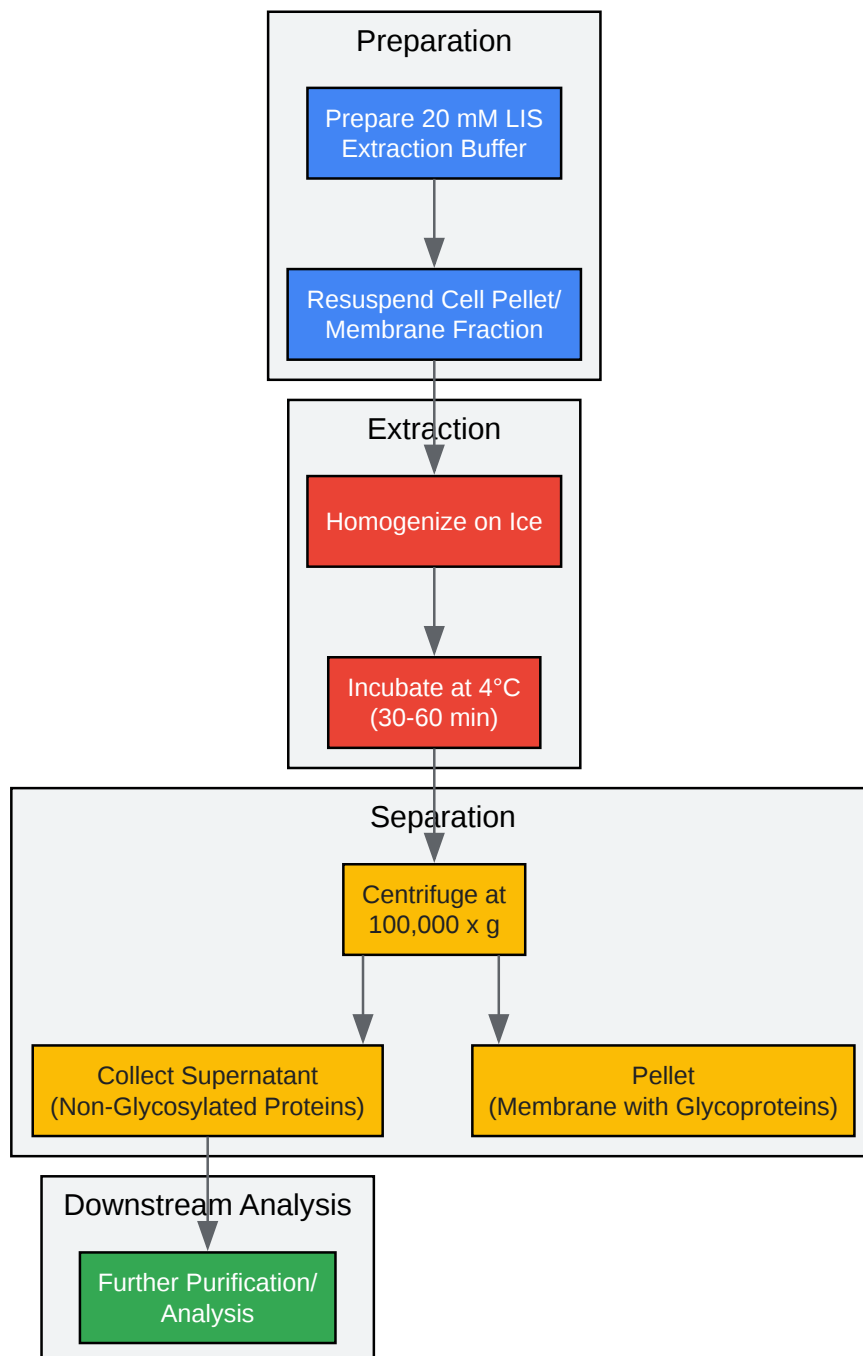 Preparation
Prepare 20 mM LIS
Extraction Buffer
Resuspend Cell Pellet/
Membrane Fraction
Extraction
Homogenize on Ice
Incubate at 4°C
(30-60 min)
Separation
Centrifuge at
100,000 x g
Collect Supernatant
(Non-Glycosylated Proteins)
Pellet
(Membrane with Glycoproteins)
Downstream Analysis
Further Purification/
Analysis